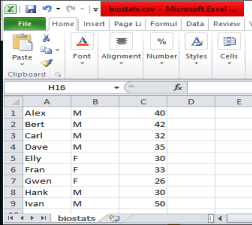 biostats.csv - Microsoft Excel ...
File Home Insert Page L Formul Data Review
Paste Font Alignment Number Styles Cells
Clipboard
H16 fx
A B C D E
1 Alex M 40
2 Bert M 42
3 Carl M 32
4 Dave M 35
5 Elly F 30
6 Fran F 33
7 Gwen F 26
8 Hank M 30
9 Ivan M 50
biostats